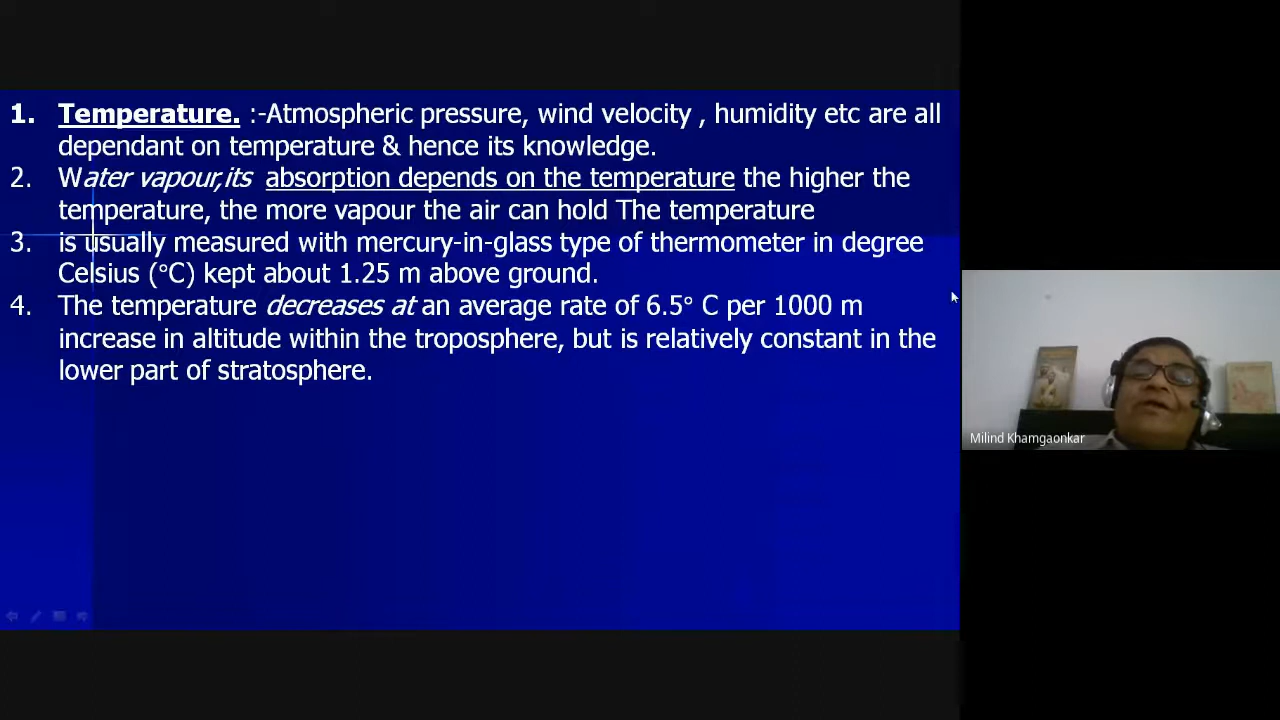 1. Temperature. :-Atmospheric pressure, wind velocity , humidity etc are all
dependant on temperature & hence its knowledge.
2. Water vapour,its absorption depends on the temperature the higher the
temperature, the more vapour the air can hold The temperature
3. is usually measured with mercury-in-glass type of thermometer in degree
Celsius (°C) kept about 1.25 m above ground.
4. The temperature decreases at an average rate of 6.5° C per 1000 m
increase in altitude within the troposphere, but is relatively constant in the
lower part of stratosphere.
Milind Khamgaonkar